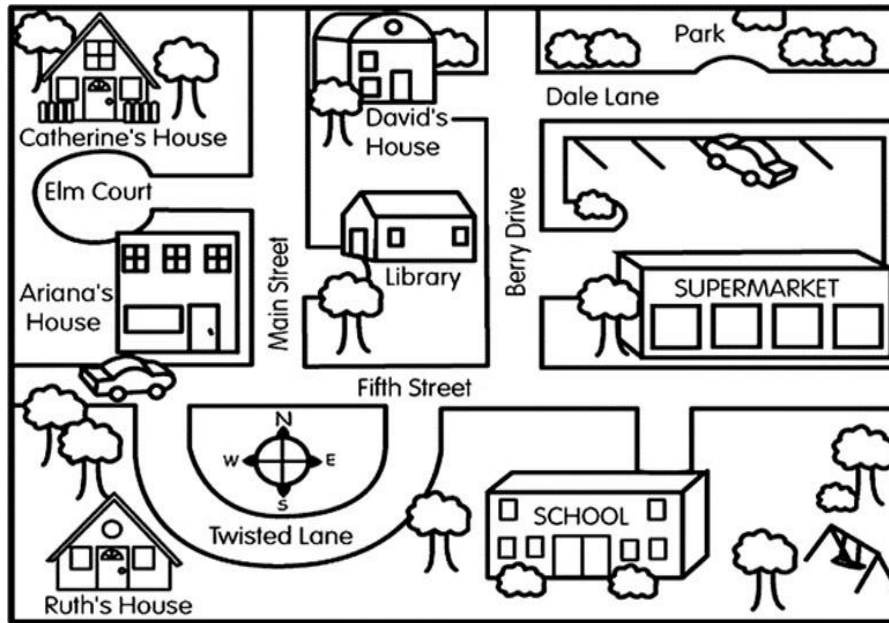 Park
Dale Lane
David's
House
Catherine's House
Elm Court
Berry Drive
Main Street
Library
Ariana's
House
SUPERMARKET
Fifth Street
N
W E
S
SCHOOL
Twisted Lane
Ruth's House